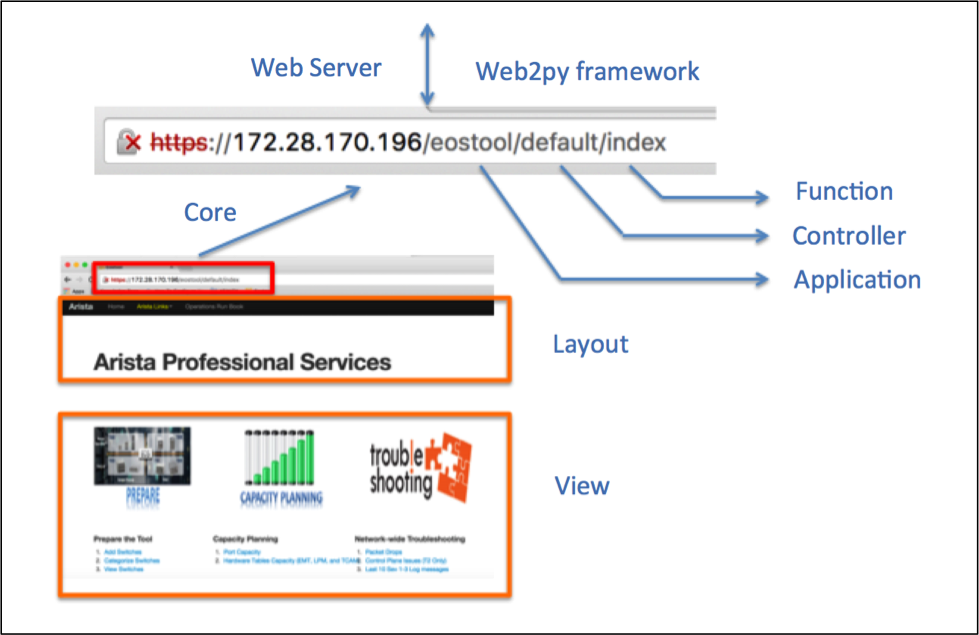 Web Server
Web2py framework
https://172.28.170.196/eostool/default/index
Function
Core
Controller
Application
https://172.28.170.196/eostool/default/index
Apps
Arista Home Arista Links Operations Run Book
Layout
Arista Professional Services
trouble
shooting
PREPARE
CAPACITY PLANNING
View
Prepare the Tool
Capacity Planning
Network-wide Troubleshooting
1. Add Switches
1. Port Capacity
1. Packet Drops
2. Categorize Switches
2. Hardware Tables Capacity (EMT, LPM, and TCAM)
2. Control Plane Issues (T2 Only)
3. View Switches
3. Last 10 Sev 1-3 Log messages